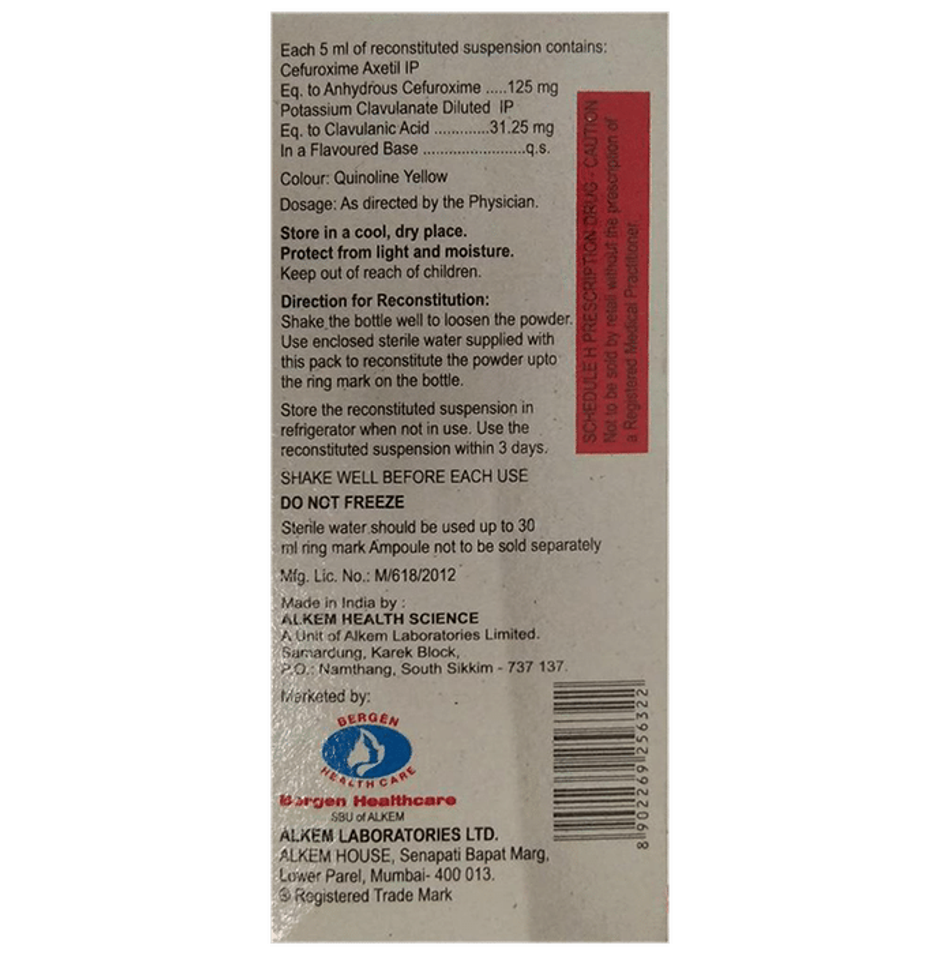 Each 5 ml of reconstituted suspension contains:
Cefuroxime Axetil IP
Eq. to Anhydrous Cefuroxime .....125 mg
Potassium Clavulanate Diluted IP
Eq. to Clavulanic Acid ............31.25 mg
In a Flavoured Base .......................q.s.
Colour: Quinoline Yellow
Dosage: As directed by the Physician.
Store in a cool, dry place.
Protect from light and moisture.
Keep out of reach of children.
Direction for Reconstitution:
Shake the bottle well to loosen the powder.
Use enclosed sterile water supplied with
this pack to reconstitute the powder upto
the ring mark on the bottle.
Store the reconstituted suspension in
refrigerator when not in use. Use the
reconstituted suspension within 3 days.
SHAKE WELL BEFORE EACH USE
DO NOT FREEZE
Sterile water should be used up to 30
ml ring mark Ampoule not to be sold separately
Mfg. Lic. No.: M/618/2012
Made in India by :
ALKEM HEALTH SCIENCE
A Unit of Alkem Laboratories Limited.
Samardung, Karek Block,
P.O.: Namthang, South Sikkim - 737 137.
Marketed by:
BERGEN
HEALTHCARE
Bergen Healthcare
SBU of ALKEM
ALKEM LABORATORIES LTD.
ALKEM HOUSE, Senapati Bapat Marg,
Lower Parel, Mumbai- 400 013.
® Registered Trade Mark
SCHEDULE H PRESCRIPTION DRUG - CAUTION
Not to be sold by retail without the prescription of
a Registered Medical Practitioner.
8 902269 256322